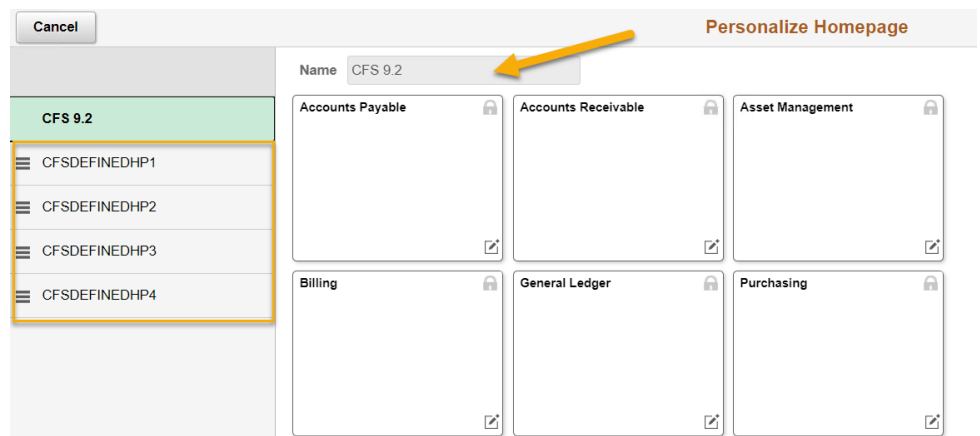 Cancel
Personalize Homepage
Name CFS 9.2
CFS 9.2
CFSDEFINEDHP1
CFSDEFINEDHP2
CFSDEFINEDHP3
CFSDEFINEDHP4
Accounts Payable
Accounts Receivable
Asset Management
Billing
General Ledger
Purchasing